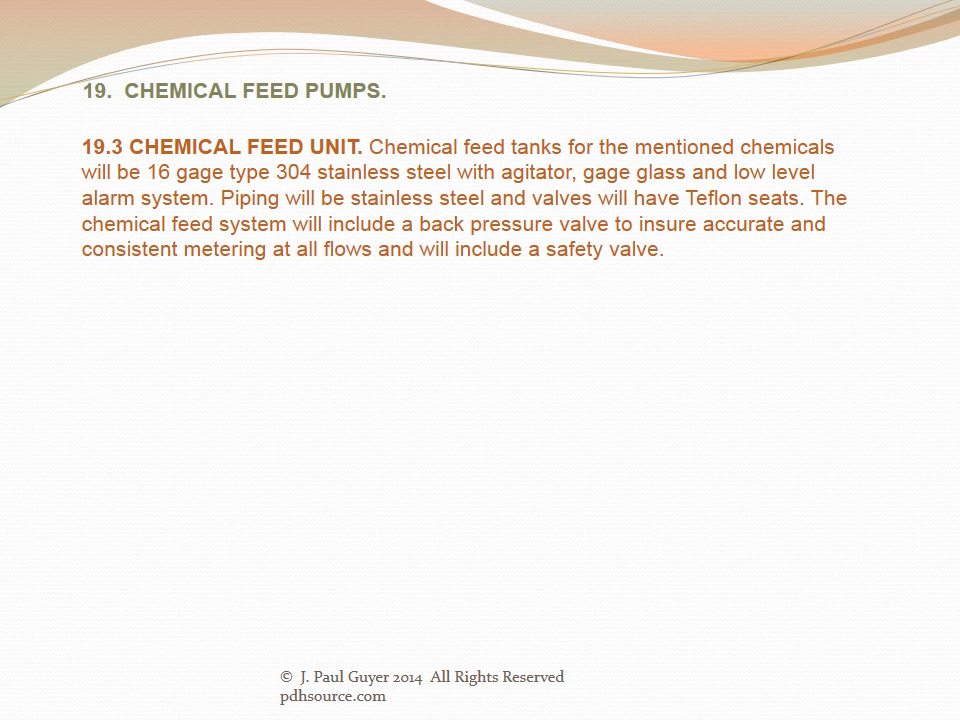 19.  CHEMICAL FEED PUMPS.
19.3 CHEMICAL FEED UNIT. Chemical feed tanks for the mentioned chemicals
will be 16 gage type 304 stainless steel with agitator, gage glass and low level
alarm system. Piping will be stainless steel and valves will have Teflon seats. The
chemical feed system will include a back pressure valve to insure accurate and
consistent metering at all flows and will include a safety valve.
© J. Paul Guyer 2014 All Rights Reserved
pdhsource.com